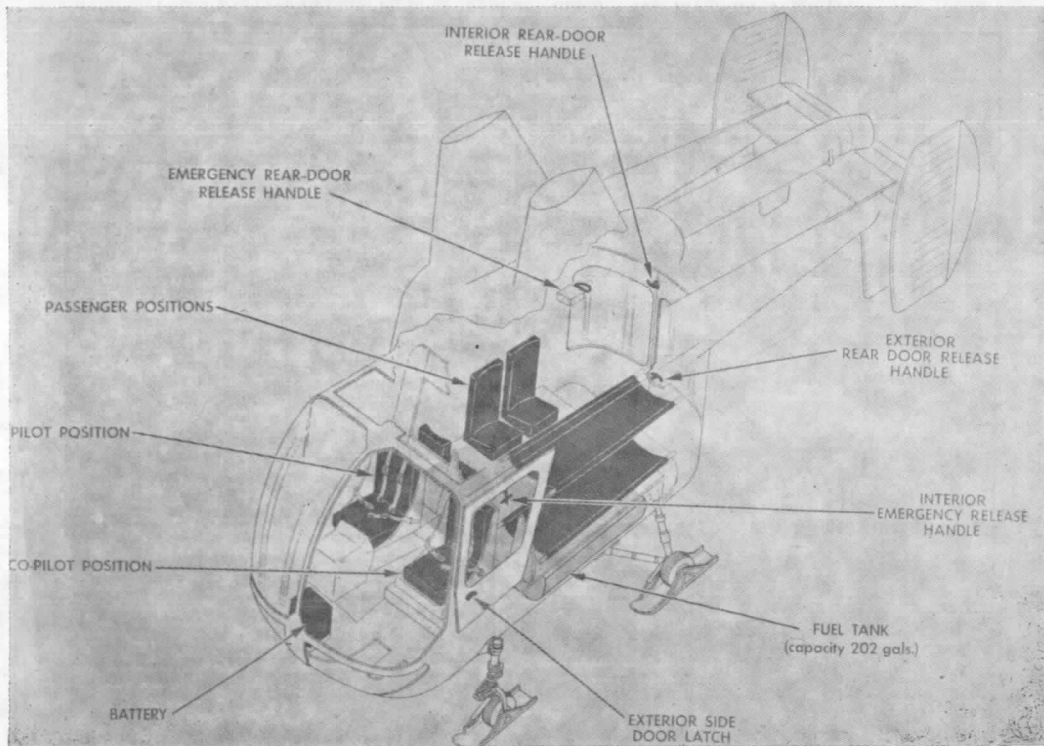 INTERIOR REAR-DOOR
RELEASE HANDLE
EMERGENCY REAR-DOOR
RELEASE HANDLE
PASSENGER POSITIONS
EXTERIOR
REAR DOOR RELEASE
HANDLE
PILOT POSITION
INTERIOR
EMERGENCY RELEASE
HANDLE
CO-PILOT POSITION
FUEL TANK
(capacity 202 gals.)
BATTERY
EXTERIOR SIDE
DOOR LATCH